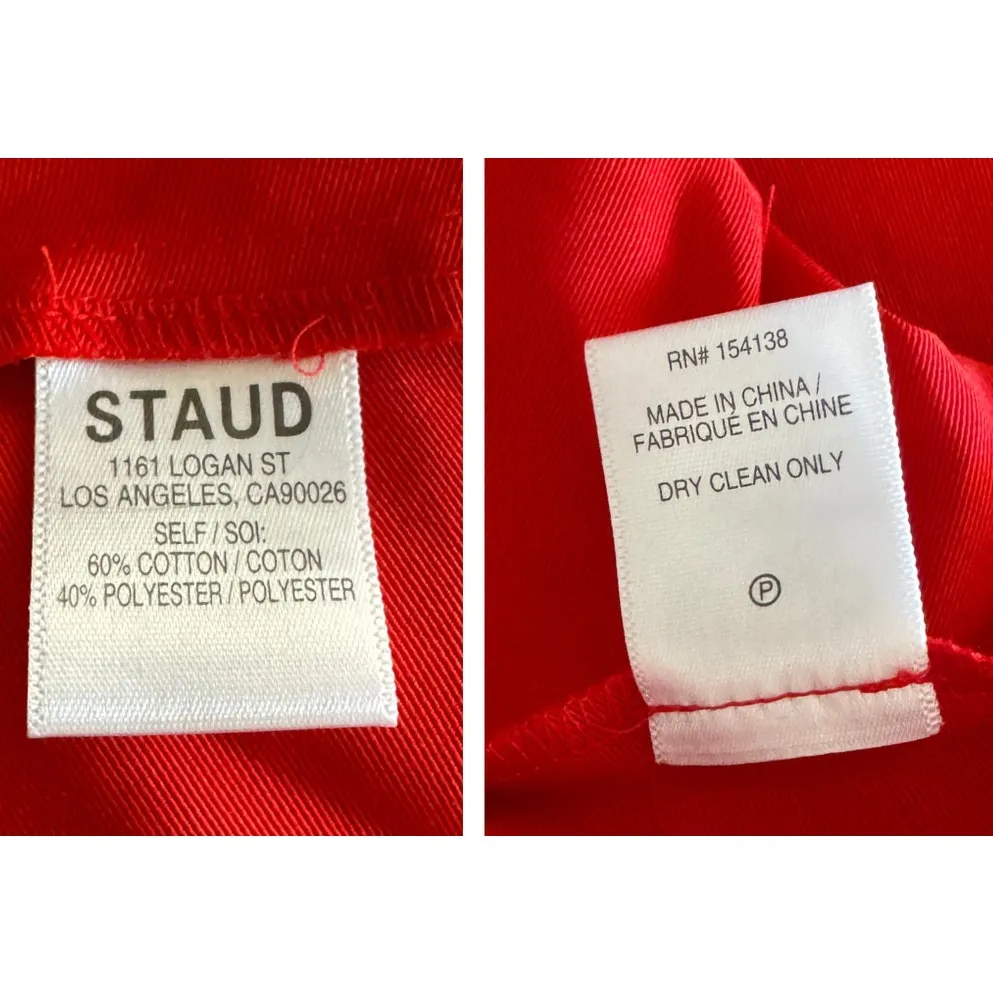 STAUD
1161 LOGAN ST
LOS ANGELES, CA90026
SELF / SOI:
60% COTTON / COTON
40% POLYESTER / POLYESTER
RN# 154138
MADE IN CHINA /
FABRIQUÉ EN CHINE
DRY CLEAN ONLY
P